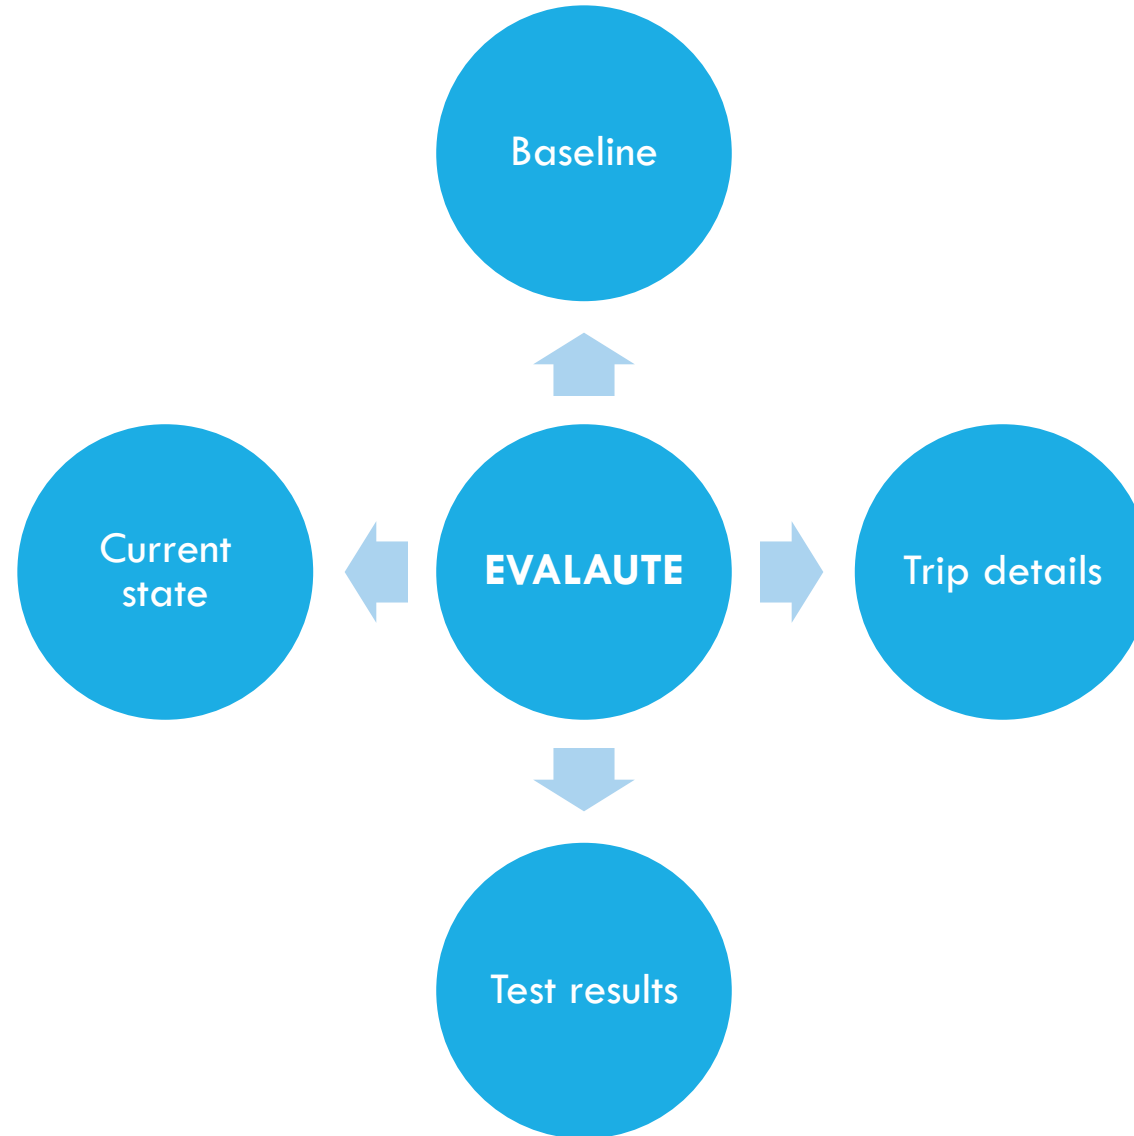 Baseline
Current
state
EVALAUTE
Trip details
Test results